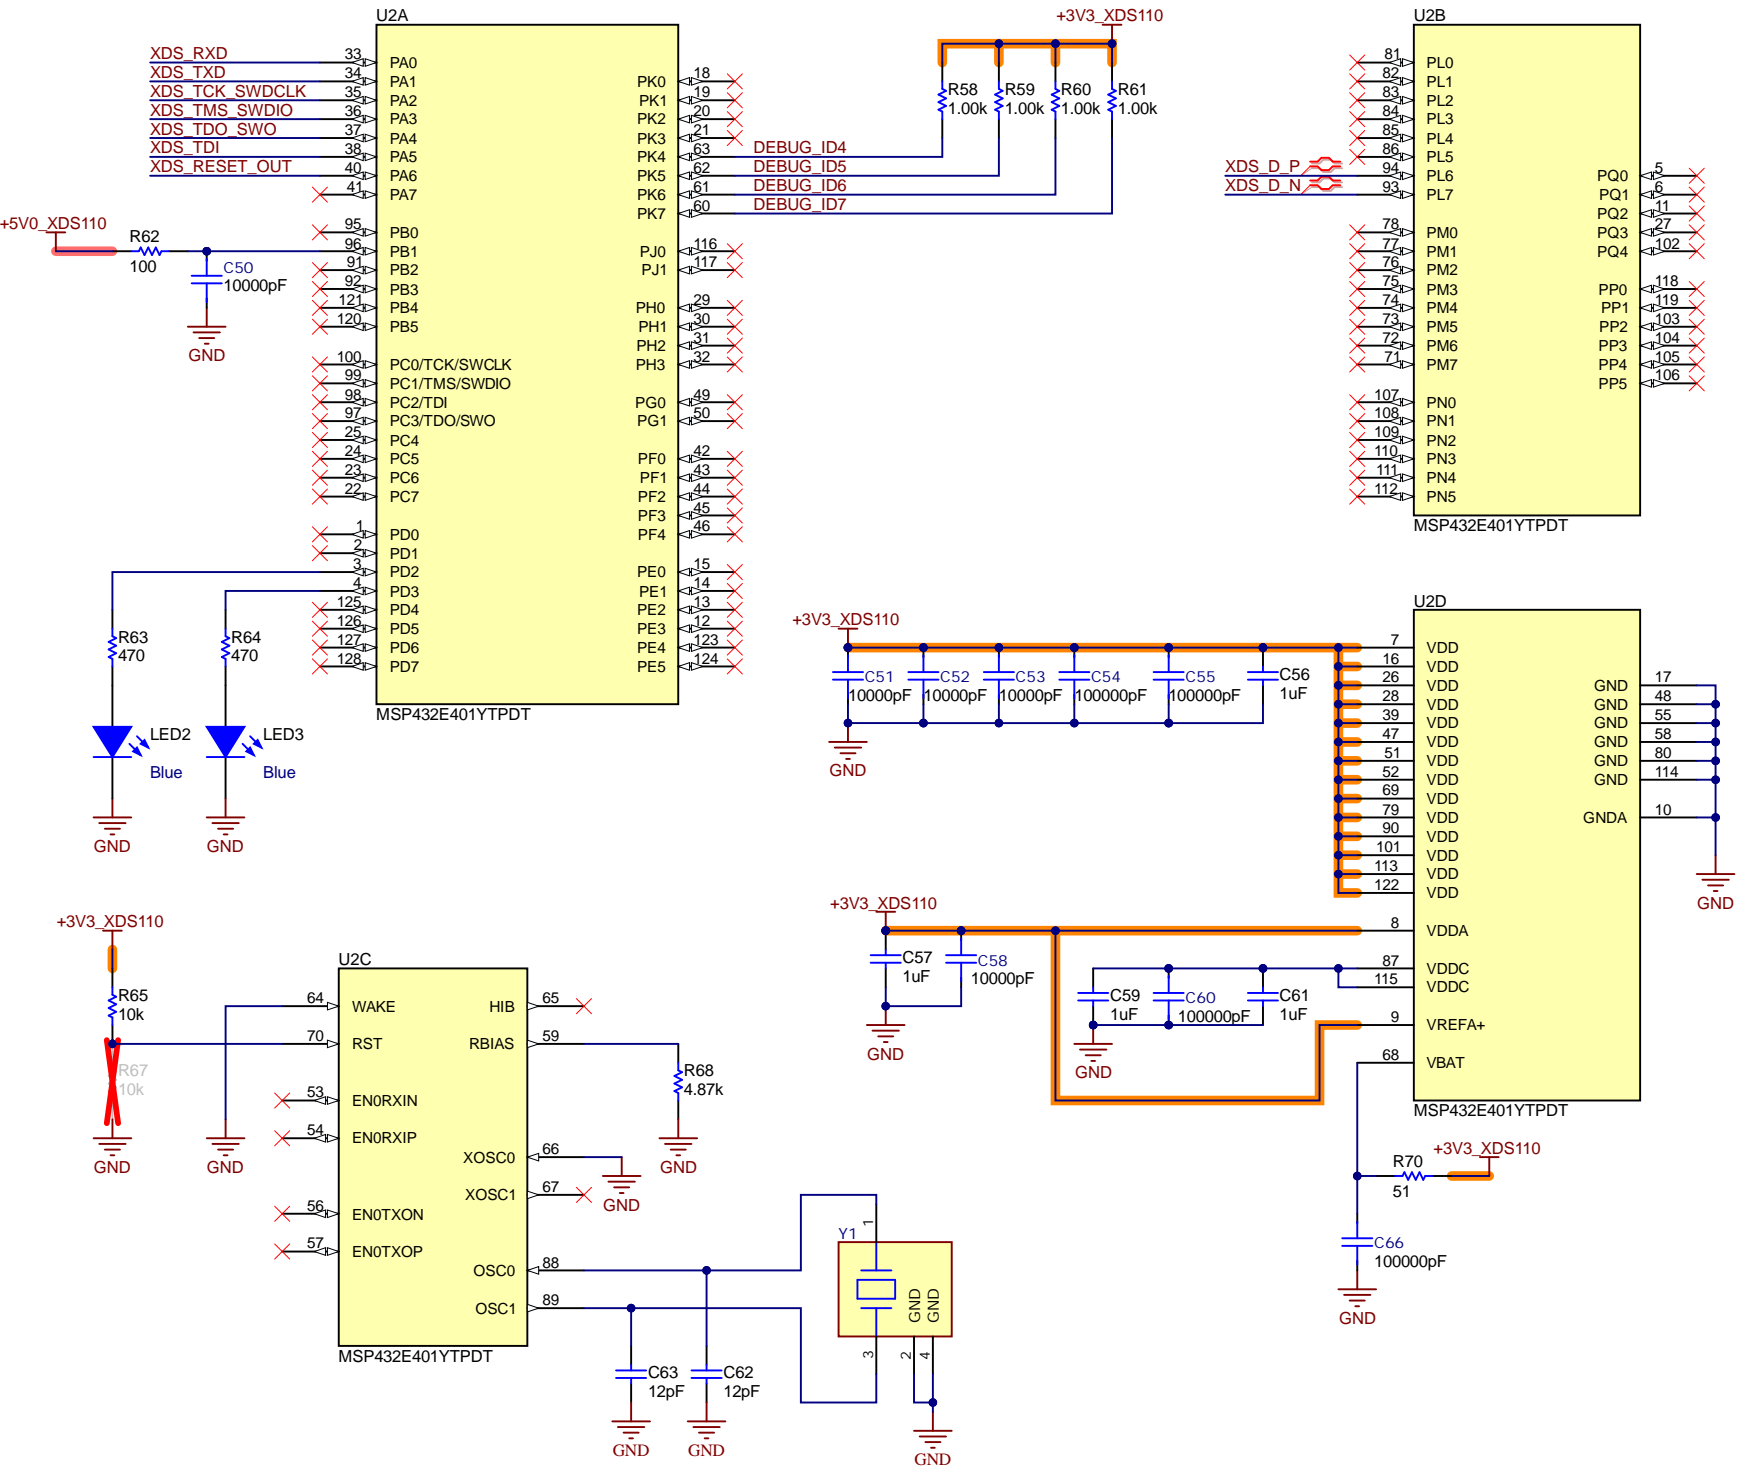 U2A
XDS_RXD 33 PA0
XDS_TXD 34 PA1
XDS_TCK_SWDCLK 35 PA2
XDS_TMS_SWDIO 36 PA3
XDS_TDO_SWO 37 PA4
XDS_TDI 38 PA5
XDS_RESET_OUT 40 PA6
41 PA7
+5V0_XDS110
R62
100
C50
10000pF
GND
95 PB0
96 PB1
91 PB2
92 PB3
121 PB4
120 PB5
100 PC0/TCK/SWCLK
99 PC1/TMS/SWDIO
98 PC2/TDI
97 PC3/TDO/SWO
25 PC4
24 PC5
23 PC6
22 PC7
1 PD0
2 PD1
3 PD2
4 PD3
125 PD4
126 PD5
127 PD6
128 PD7
PK0 18
PK1 19
PK2 20
PK3 21
PK4 63 DEBUG_ID4
PK5 62 DEBUG_ID5
PK6 61 DEBUG_ID6
PK7 60 DEBUG_ID7
PJ0 116
PJ1 117
PH0 29
PH1 30
PH2 31
PH3 32
PG0 49
PG1 50
PF0 42
PF1 43
PF2 44
PF3 45
PF4 46
PE0 15
PE1 14
PE2 13
PE3 12
PE4 123
PE5 124
MSP432E401YTPDT
+3V3_XDS110
R58
1.00k
R59
1.00k
R60
1.00k
R61
1.00k
R63
470
R64
470
LED2
Blue
LED3
Blue
GND
GND
U2B
81 PL0
82 PL1
83 PL2
84 PL3
85 PL4
86 PL5
XDS_D_P 94 PL6
XDS_D_N 93 PL7
78 PM0
77 PM1
76 PM2
75 PM3
74 PM4
73 PM5
72 PM6
71 PM7
107 PN0
108 PN1
109 PN2
110 PN3
111 PN4
112 PN5
PQ0 5
PQ1 6
PQ2 11
PQ3 27
PQ4 102
PP0 118
PP1 119
PP2 103
PP3 104
PP4 105
PP5 106
MSP432E401YTPDT
+3V3_XDS110
C51
10000pF
C52
10000pF
C53
10000pF
C54
100000pF
C55
100000pF
C56
1uF
GND
U2D
7 VDD
16 VDD
26 VDD
28 VDD
39 VDD
47 VDD
51 VDD
52 VDD
69 VDD
79 VDD
90 VDD
101 VDD
113 VDD
122 VDD
8 VDDA
87 VDDC
115 VDDC
9 VREFA+
68 VBAT
GND 17
GND 48
GND 55
GND 58
GND 80
GND 114
GNDA 10
GND
MSP432E401YTPDT
+3V3_XDS110
C57
1uF
C58
10000pF
GND
C59
1uF
C60
100000pF
C61
1uF
GND
+3V3_XDS110
R70
51
C66
100000pF
GND
+3V3_XDS110
R65
10k
R67
10k
GND
GND
U2C
64 WAKE
70 RST
53 EN0RXIN
54 EN0RXIP
56 EN0TXON
57 EN0TXOP
HIB 65
RBIAS 59
XOSC0 66
XOSC1 67
OSC0 88
OSC1 89
MSP432E401YTPDT
R68
4.87k
GND
GND
Y1
1
GND
GND
3
2
4
C63
12pF
C62
12pF
GND
GND
GND